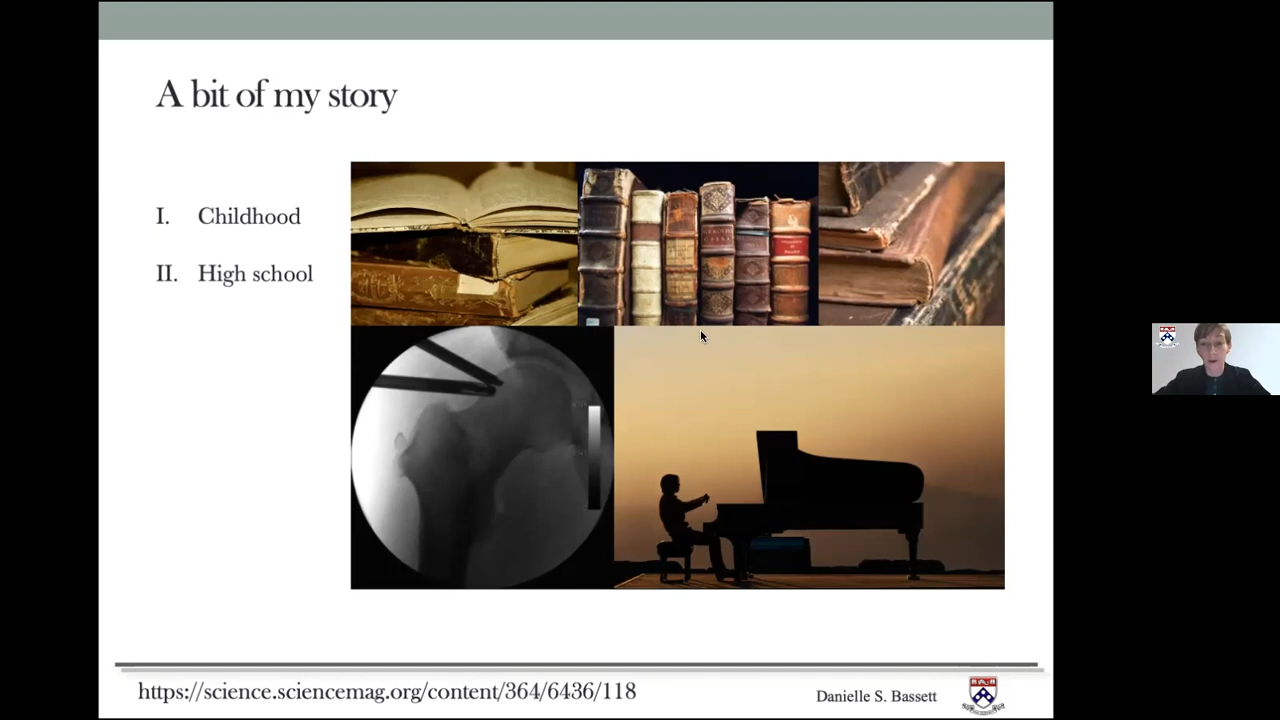 A bit of my story
I. Childhood
II. High school
https://science.sciencemag.org/content/364/6436/118
Danielle S. Bassett